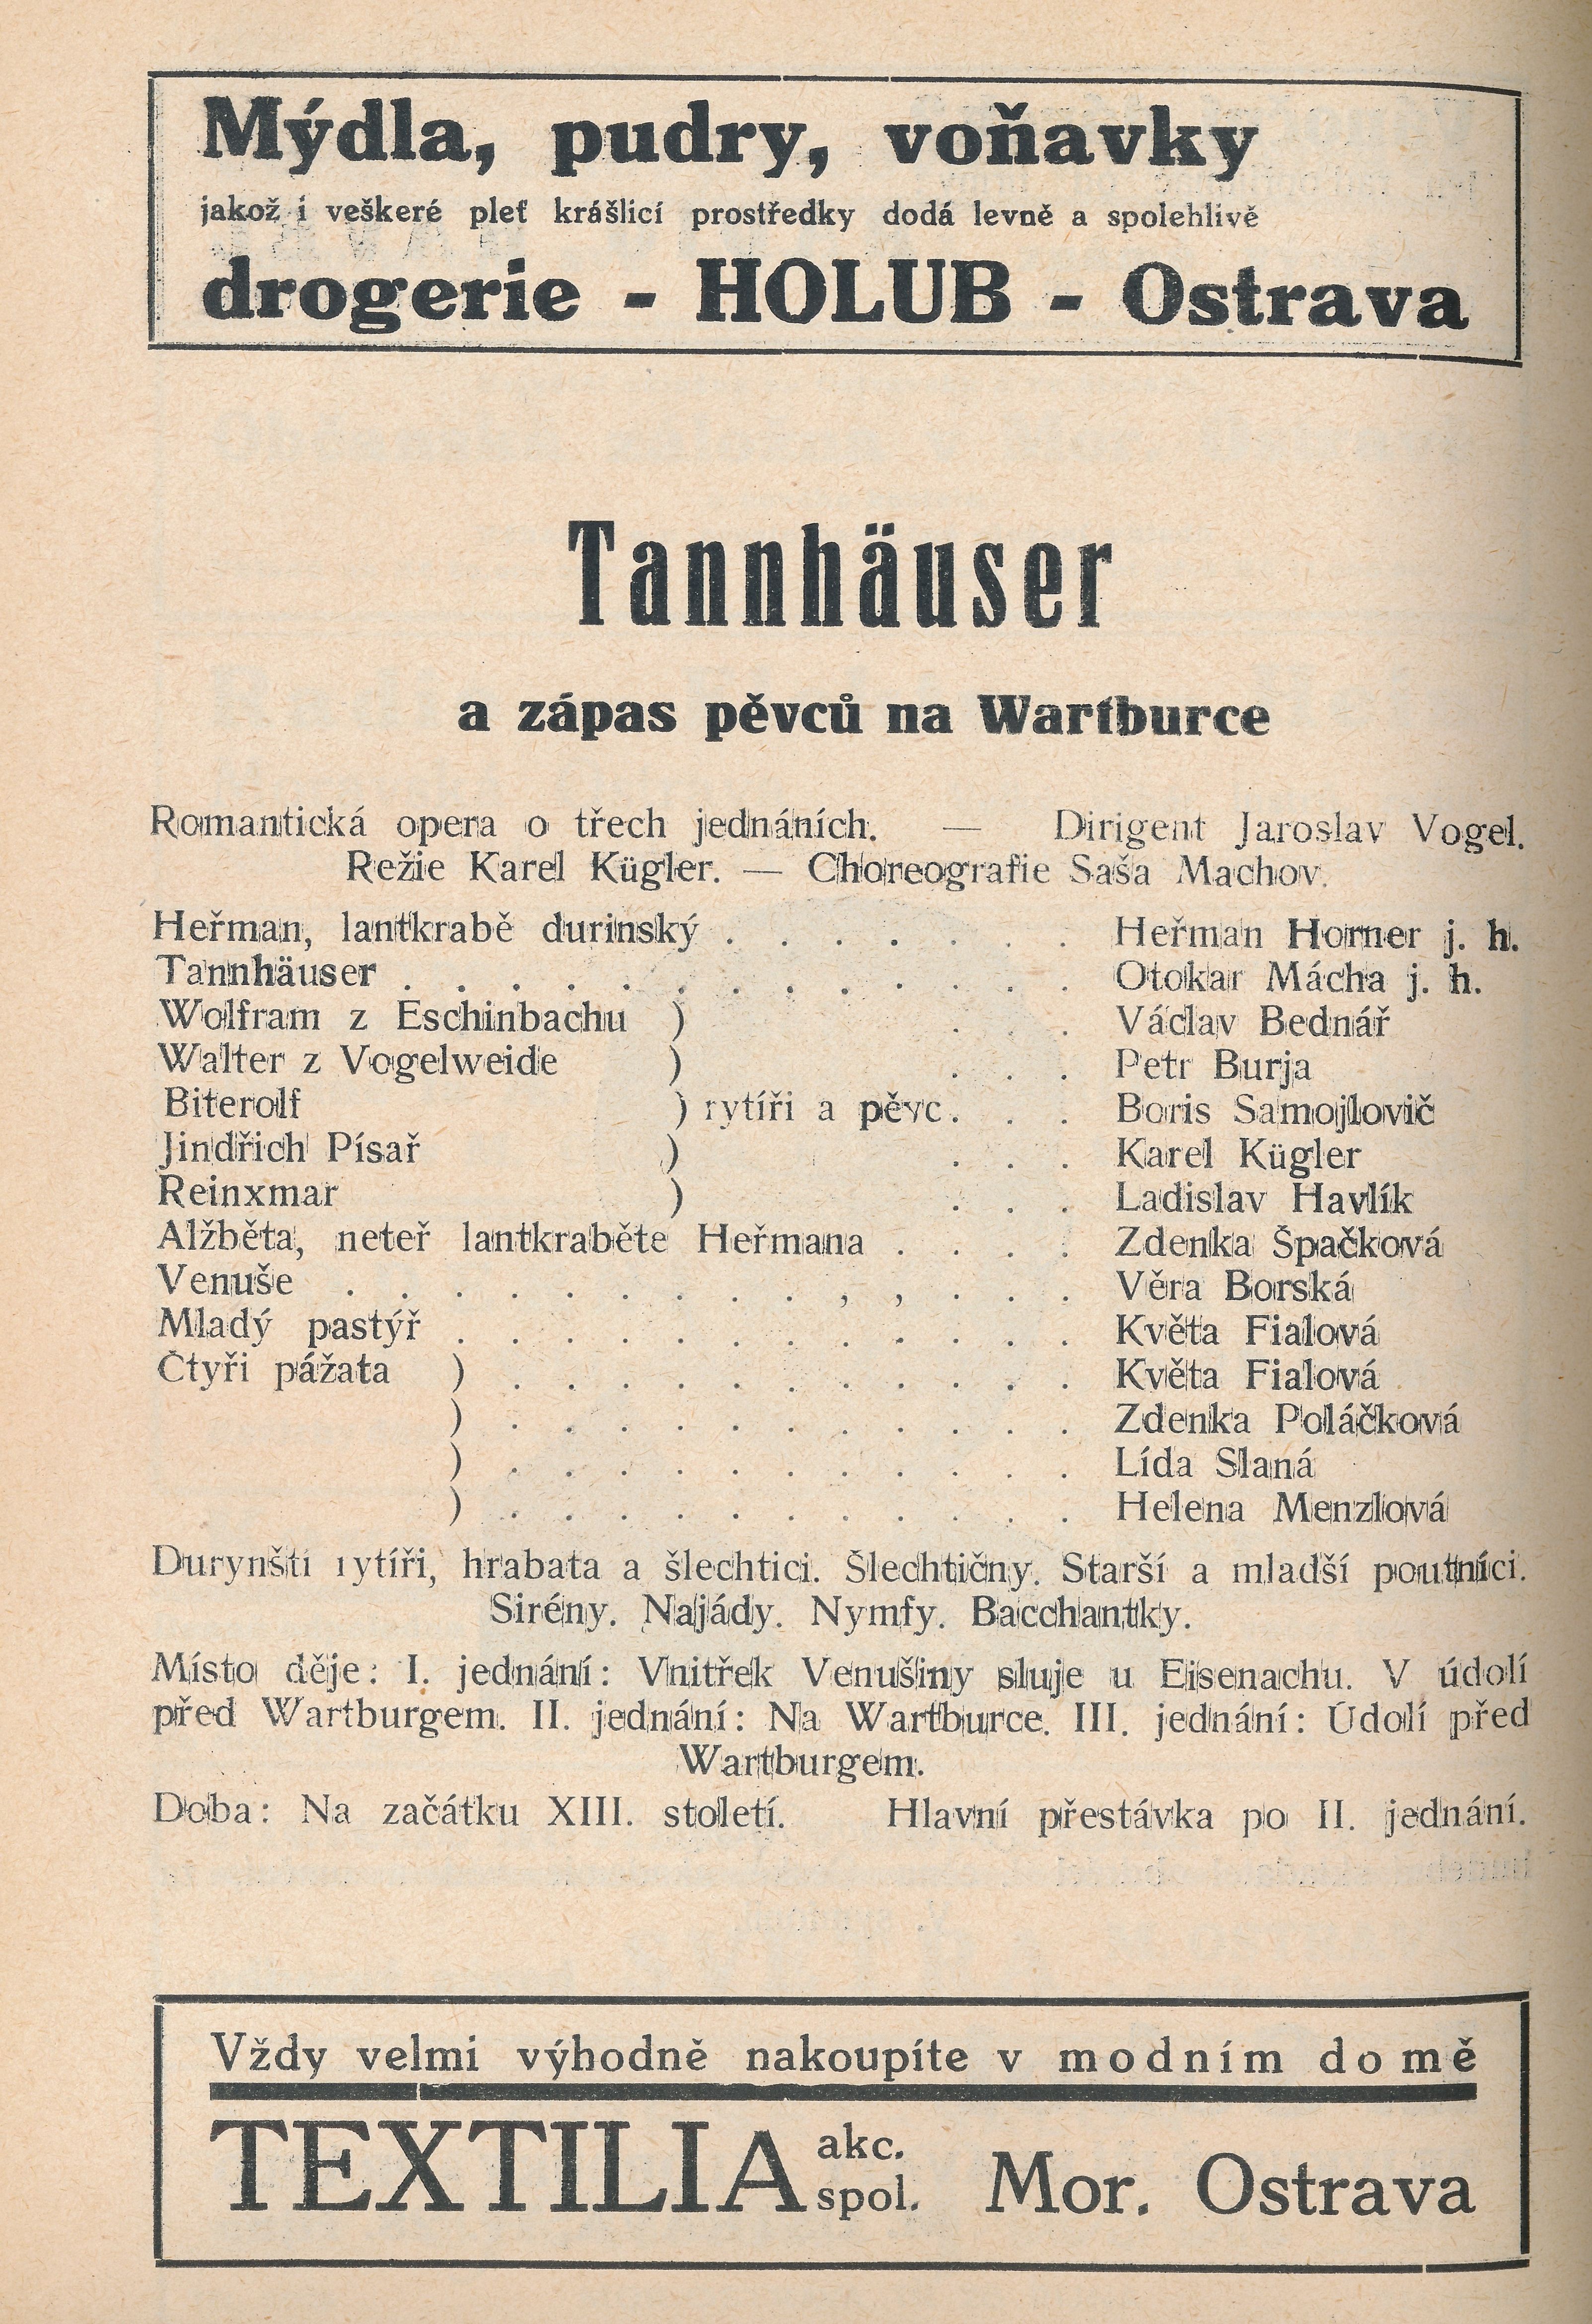 Mýdla, pudry, voňavky
jakož i veškeré pleť krášlicí prostředky dodá levně a spolehlivě
drogerie - HOLUB - Ostrava
Tannhäuser
a zápas pěvců na Wartburce
Romantická opera o třech jednáních. — Dirigent Jaroslav Vogel.
Režie Karel Kügler. — Choreografie Saša Machov.
Heřman, lantkrabě durinský . . . . . . . Heřman Horner j. h.
Tannhäuser . . . . . . . . . . . . . Otokar Mácha j. h.
Wolfram z Eschinbachu ) . . . Václav Bednář
Walter z Vogelweide ) . . . Petr Burja
Biterolf ) rytíři a pěvc . . . Boris Samojlovič
Jindřich Písař ) . . . Karel Kügler
Reinxmar ) . . . Ladislav Havlík
Alžběta, neteř lantkraběte Heřmana . . . . Zdenka Špačková
Venuše . . . . . . . . . , , . . . Věra Borská
Mladý pastýř . . . . . . . . . . . . Květa Fialová
Čtyři pážata ) . . . . . . . . . . . Květa Fialová
) . . . . . . . . . . . Zdenka Poláčková
) . . . . . . . . . . . Lída Slaná
) . . . . . . . . . . . Helena Menzlová
Durynští rytíři, hrabata a šlechtici. Šlechtičny. Starší a mladší poutníci.
Sirény. Najády. Nymfy. Bacchantky.
Místo děje: I. jednání: Vnitřek Venušiny sluje u Eisenachu. V údolí
před Wartburgem. II. jednání: Na Wartburce. III. jednání: Údolí před
Wartburgem.
Doba: Na začátku XIII. století. Hlavní přestávka po II. jednání.
Vždy velmi výhodně nakoupíte v modním domě
TEXTILIA akc. spol. Mor. Ostrava